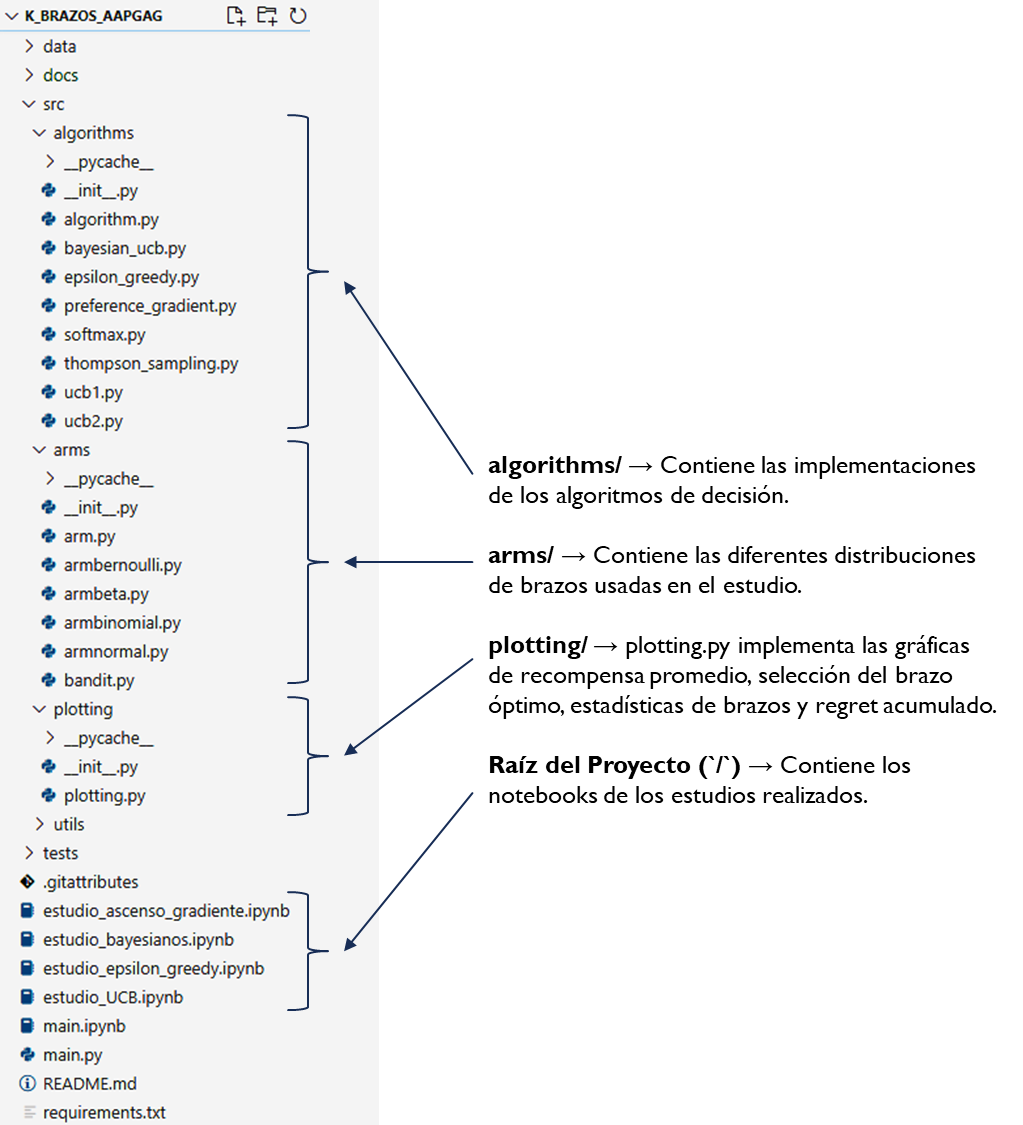 K_BRAZOS_AAPGAG
data
docs
src
algorithms
__pycache__
__init__.py
algorithm.py
bayesian_ucb.py
epsilon_greedy.py
preference_gradient.py
softmax.py
thompson_sampling.py
ucb1.py
ucb2.py
arms
__pycache__
__init__.py
arm.py
armbernoulli.py
armbeta.py
armbinomial.py
armnormal.py
bandit.py
plotting
__pycache__
__init__.py
plotting.py
utils
tests
.gitattributes
estudio_ascenso_gradiente.ipynb
estudio_bayesianos.ipynb
estudio_epsilon_greedy.ipynb
estudio_UCB.ipynb
main.ipynb
main.py
README.md
requirements.txt
algorithms/ → Contiene las implementaciones
de los algoritmos de decisión.
arms/ → Contiene las diferentes distribuciones
de brazos usadas en el estudio.
plotting/ → plotting.py implementa las gráficas
de recompensa promedio, selección del brazo
óptimo, estadísticas de brazos y regret acumulado.
Raíz del Proyecto (`/`) → Contiene los
notebooks de los estudios realizados.